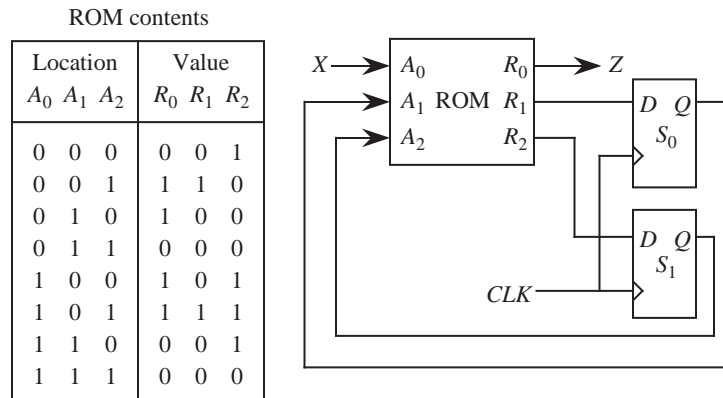 ROM contents
Location Value
A0 A1 A2 R0 R1 R2
0 0 0 0 0 1
0 0 1 1 1 0
0 1 0 1 0 0
0 1 1 0 0 0
1 0 0 1 0 1
1 0 1 1 1 1
1 1 0 0 0 1
1 1 1 0 0 0
X A0 R0 Z
A1 ROM R1 D Q
A2 R2 S0
D Q
S1
CLK